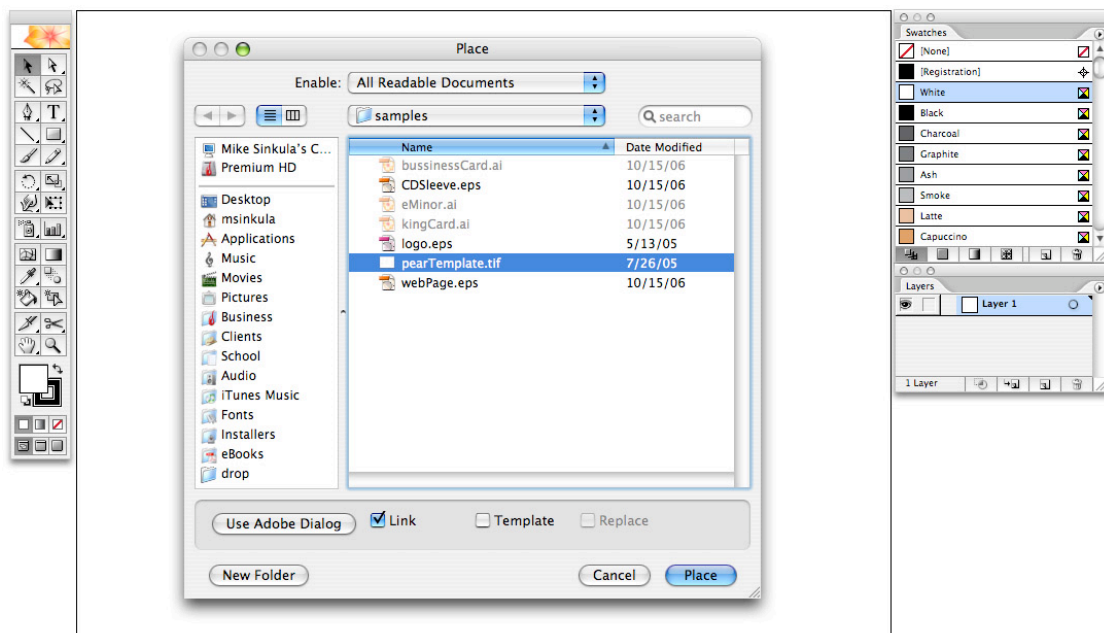 Place
Enable: All Readable Documents
samples
search
Mike Sinkula's C...
Premium HD
Desktop
msinkula
Applications
Music
Movies
Pictures
Business
Clients
School
Audio
iTunes Music
Fonts
Installers
eBooks
drop
Name Date Modified
bussinessCard.ai 10/15/06
CDSleeve.eps 10/15/06
eMinor.ai 10/15/06
kingCard.ai 10/15/06
logo.eps 5/13/05
pearTemplate.tif 7/26/05
webPage.eps 10/15/06
Use Adobe Dialog Link Template Replace
New Folder Cancel Place
Swatches
[None]
[Registration]
White
Black
Charcoal
Graphite
Ash
Smoke
Latte
Capuccino
Layers
Layer 1
1 Layer